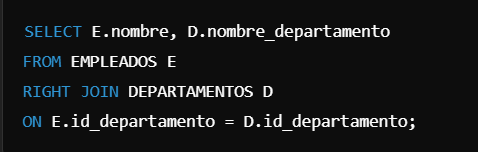 SELECT E.nombre, D.nombre_departamento
FROM EMPLEADOS E
RIGHT JOIN DEPARTAMENTOS D
ON E.id_departamento = D.id_departamento;